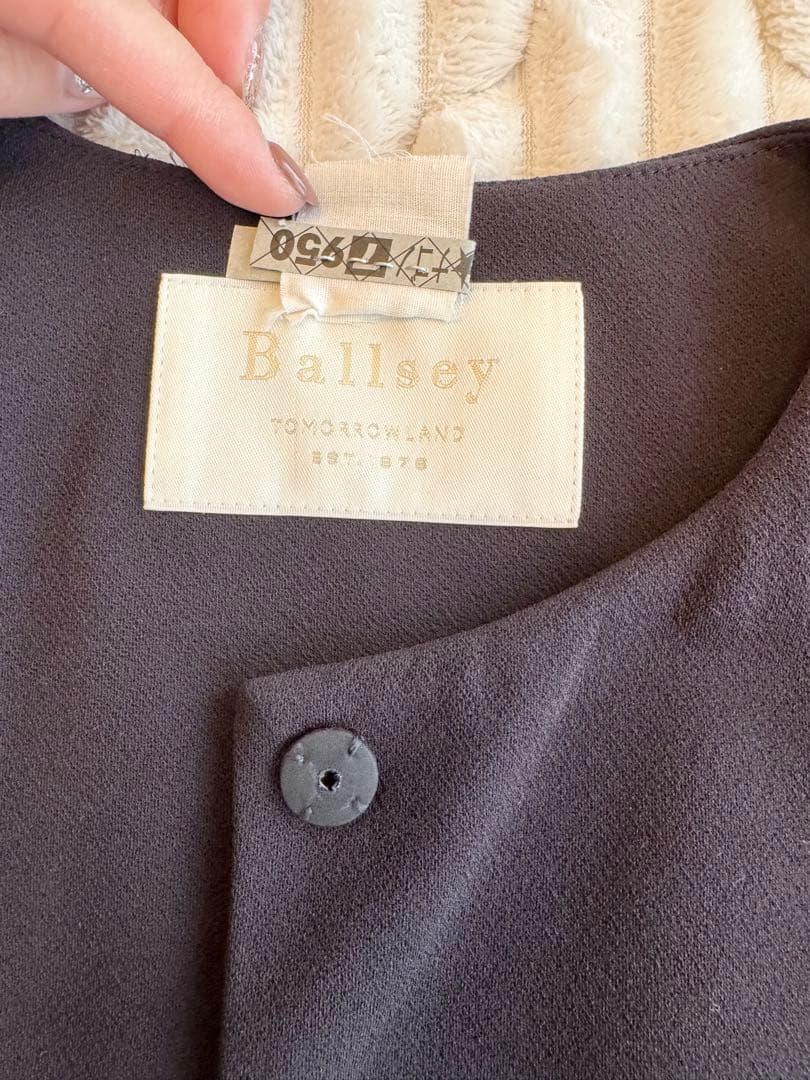 Ballsey
TOMORROWLAND
EST. 1978